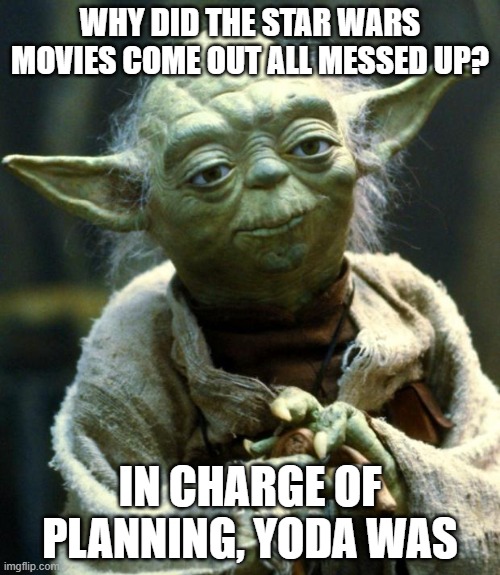 WHY DID THE STAR WARS
MOVIES COME OUT ALL MESSED UP?
IN CHARGE OF
PLANNING, YODA WAS
imgflip.com